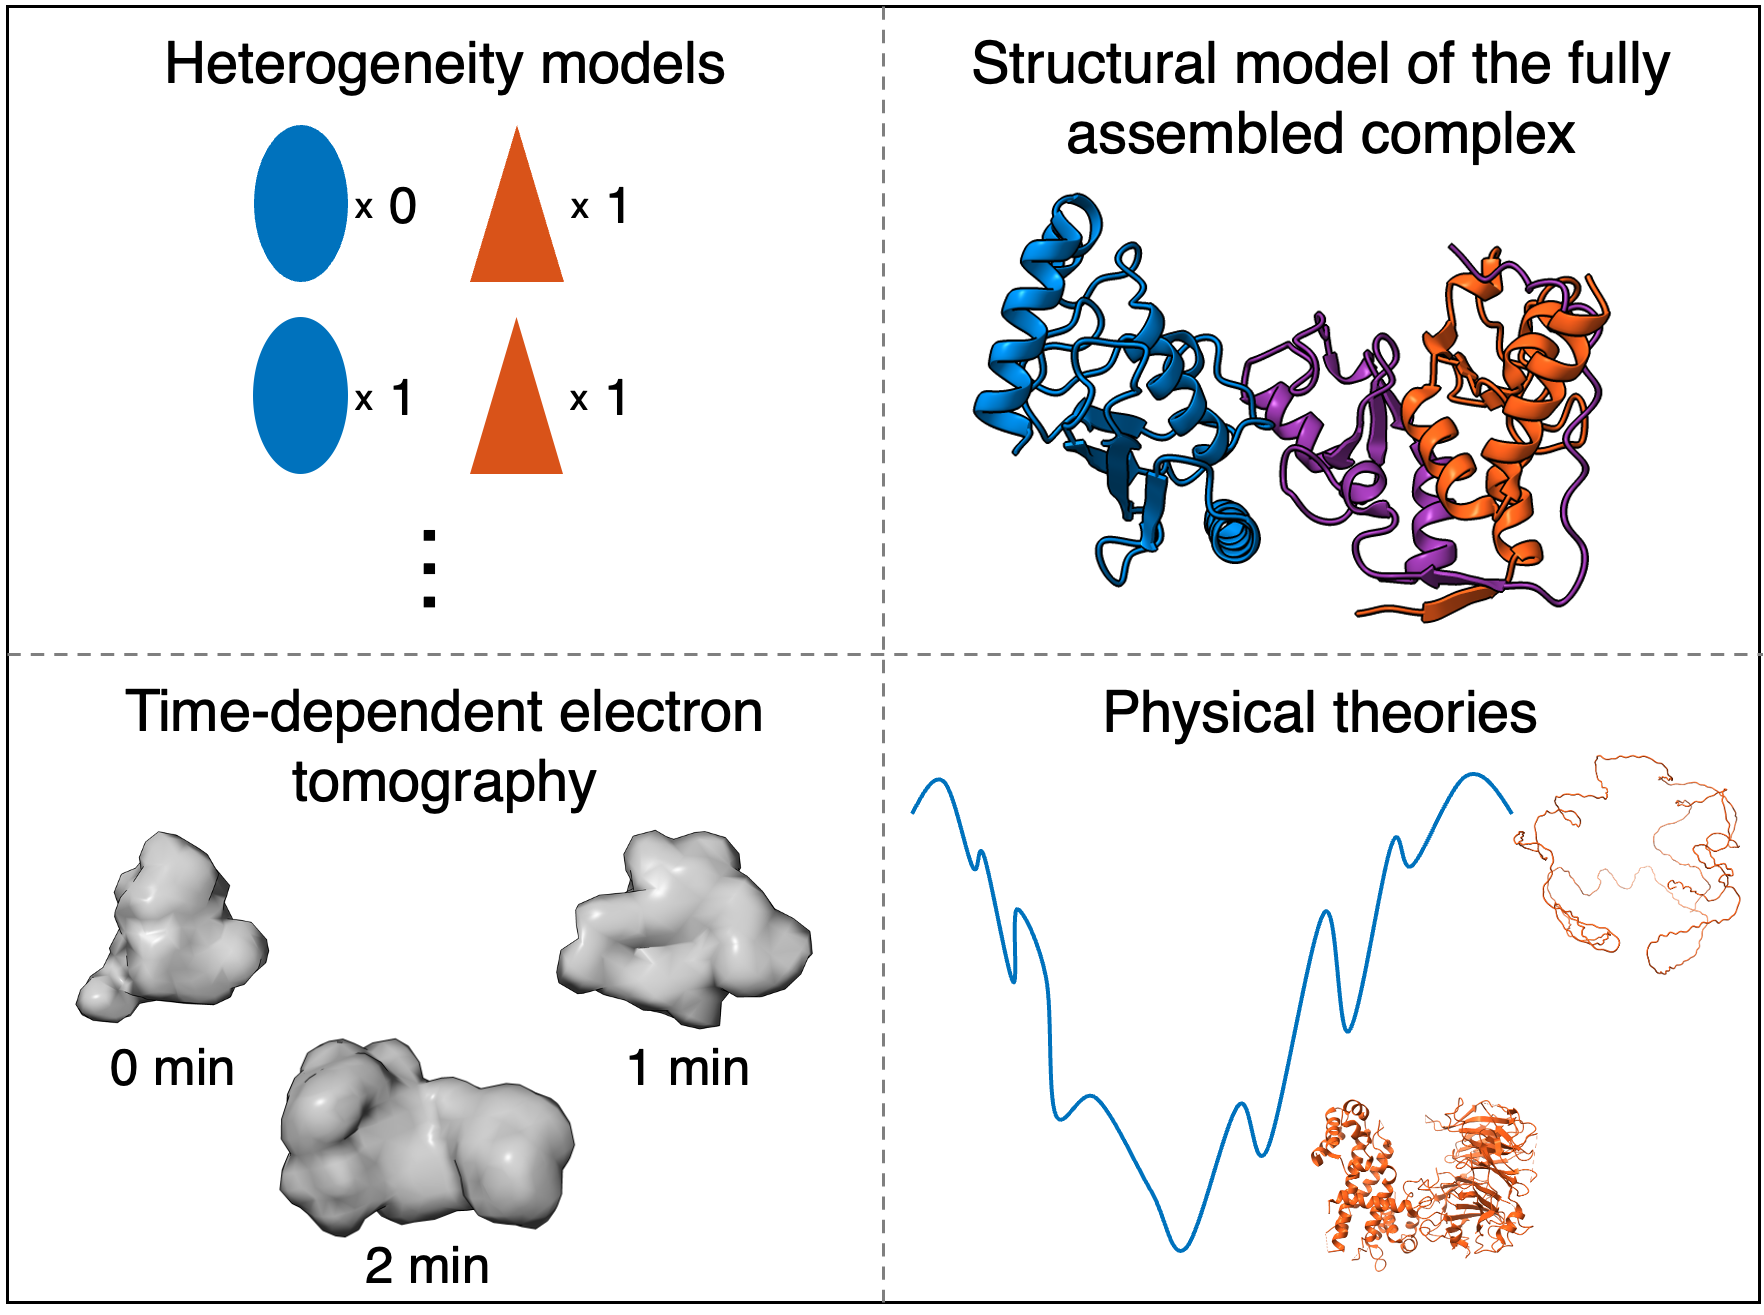 Heterogeneity models
x 0 x 1
x 1 x 1
Structural model of the fully
assembled complex
Time-dependent electron
tomography
0 min
1 min
2 min
Physical theories